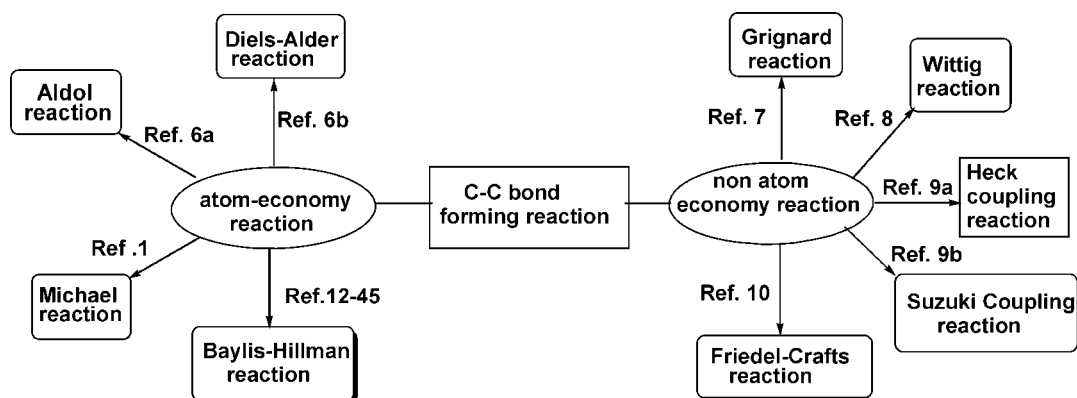 Diels-Alder
reaction
Aldol
reaction
Ref. 6a
Ref. 6b
atom-economy
reaction
Ref .1
Michael
reaction
Ref.12-45
Baylis-Hillman
reaction
C-C bond
forming reaction
Grignard
reaction
Wittig
reaction
Ref. 7
Ref. 8
non atom
economy reaction
Ref. 9a
Heck
coupling
reaction
Ref. 9b
Ref. 10
Suzuki Coupling
reaction
Friedel-Crafts
reaction